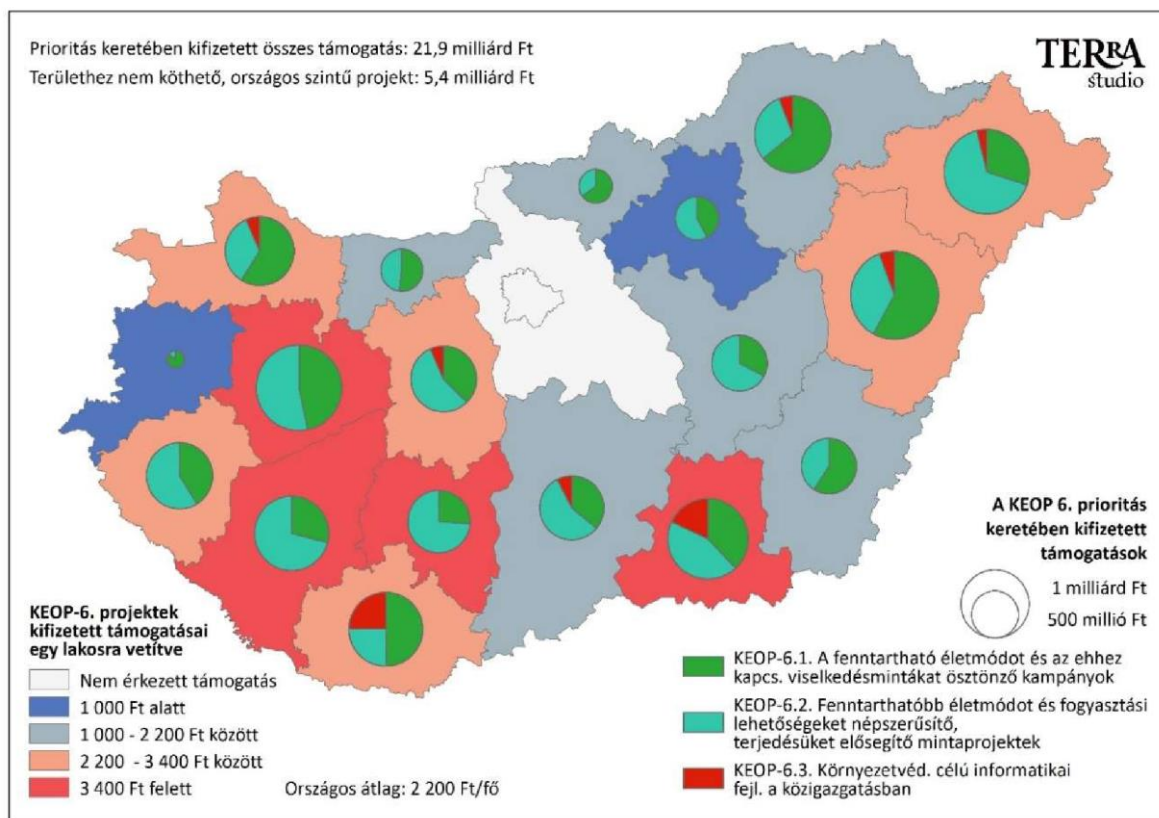 Prioritás keretében kifizetett összes támogatás: 21,9 milliárd Ft
Területhez nem köthető, országos szintű projekt: 5,4 milliárd Ft
TERRA
studio
A KEOP 6. prioritás
keretében kifizetett
támogatások
1 milliárd Ft
500 millió Ft
KEOP-6. projektek
kifizetett támogatásai
egy lakosra vetítve
Nem érkezett támogatás
1 000 Ft alatt
1 000 - 2 200 Ft között
2 200 - 3 400 Ft között
3 400 Ft felett
Országos átlag: 2 200 Ft/fő
KEOP-6.1. A fenntartható életmódot és az ehhez
kapcs. viselkedésmintákat ösztönző kampányok
KEOP-6.2. Fenntarthatóbb életmódot és fogyasztási
lehetőségeket népszerűsítő,
terjedésüket elősegítő mintaprojektek
KEOP-6.3. Környezetvéd. célú informatikai
fejl. a közigazgatásban